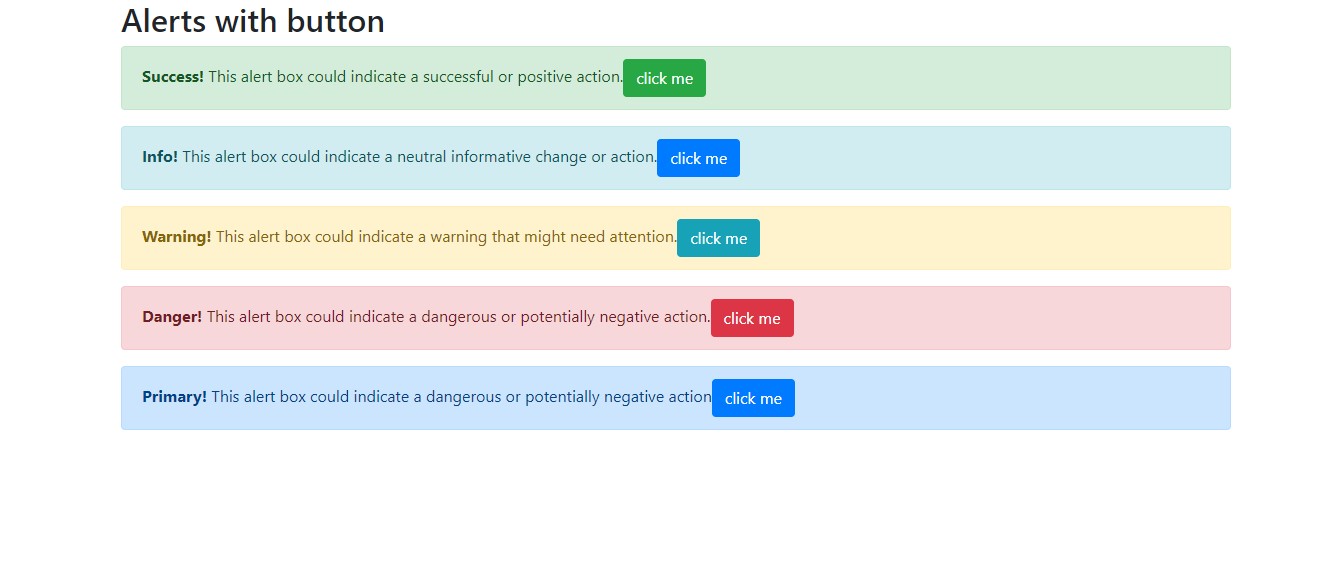 Alerts with button
Success! This alert box could indicate a successful or positive action. click me
Info! This alert box could indicate a neutral informative change or action. click me
Warning! This alert box could indicate a warning that might need attention. click me
Danger! This alert box could indicate a dangerous or potentially negative action. click me
Primary! This alert box could indicate a dangerous or potentially negative action click me